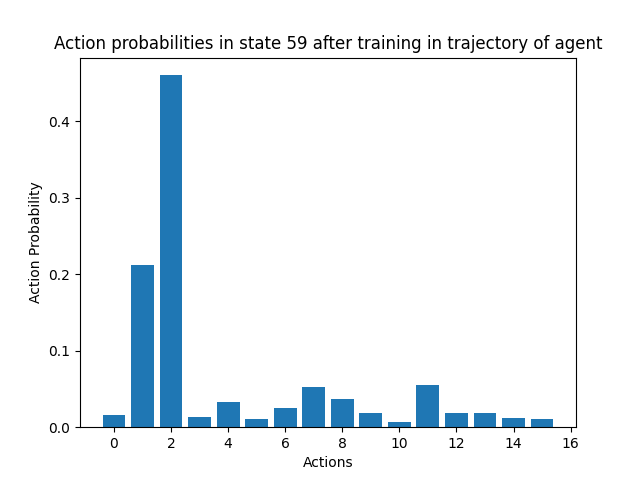 Action probabilities in state 59 after training in trajectory of agent
Action Probability
0.4
0.3
0.2
0.1
0.0
0 2 4 6 8 10 12 14 16
Actions